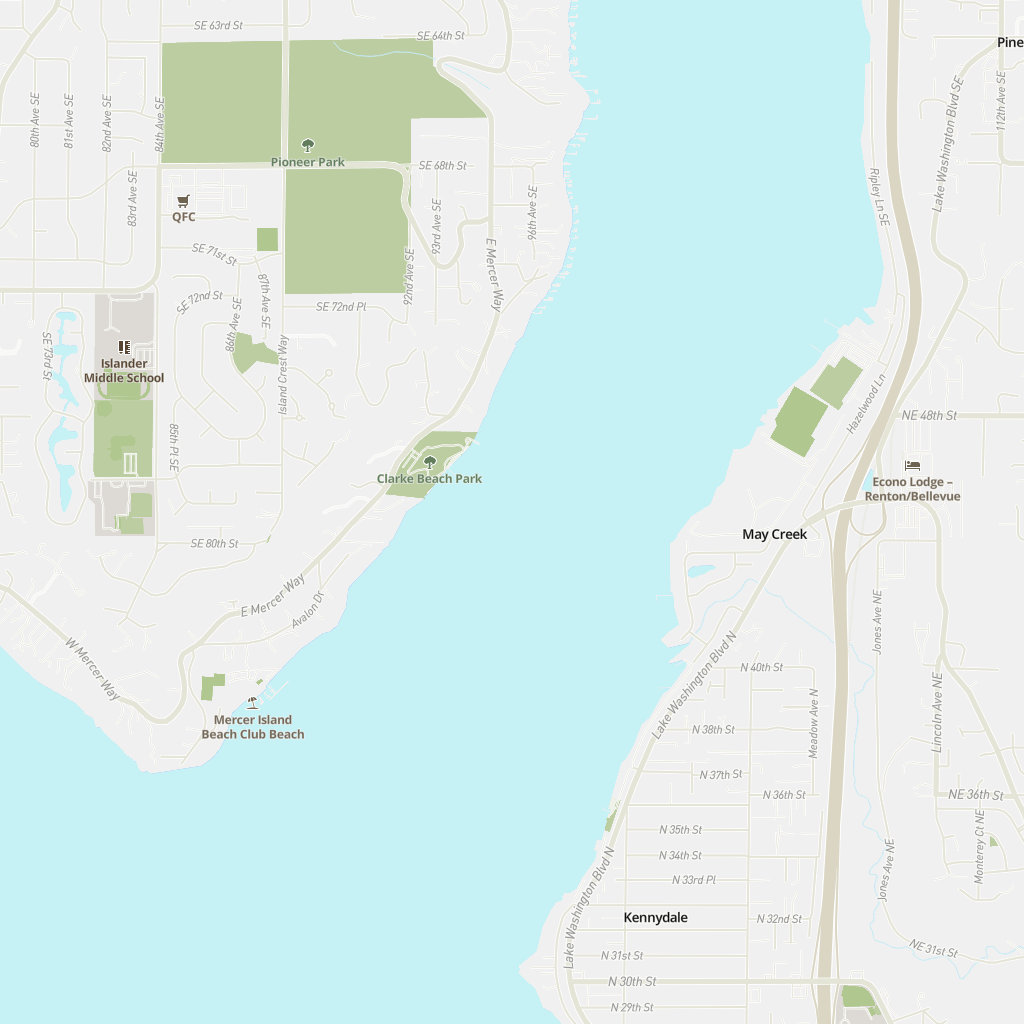 SE 63rd St
SE 64th St
Pine
80th Ave SE
81st Ave SE
82nd Ave SE
84th Ave SE
112th Ave SE
Lake Washington Blvd SE
Pioneer Park
SE 68th St
Ripley Ln SE
83rd Ave SE
QFC
93rd Ave SE
96th Ave SE
SE 71st St
E Mercer Wey
92nd Ave SE
87th Ave SE
SE 72nd St
SE 72nd Pl
86th Ave SE
SE 73rd St
Islander
Middle School
Island Crest Way
Hazelwood Ln
NE 48th St
85th Pl SE
Clarke Beach Park
Econo Lodge –
Renton/Bellevue
May Creek
SE 80th St
E Mercer Way
Avalon Dr
Jones Ave NE
W Mercer Way
Lake Washington Blvd N
N 40th St
Mercer Island
Beach Club Beach
Meadow Ave N
Lincoln Ave NE
N 38th St
N 37th St
N 36th St
NE 36th St
N 35th St
Monterey Ct NE
N 34th St
Jones Ave NE
N 33rd Pl
Lake Washington Blvd N
Kennydale
N 32nd St
NE 31st St
N 31st St
N 30th St
N 29th St